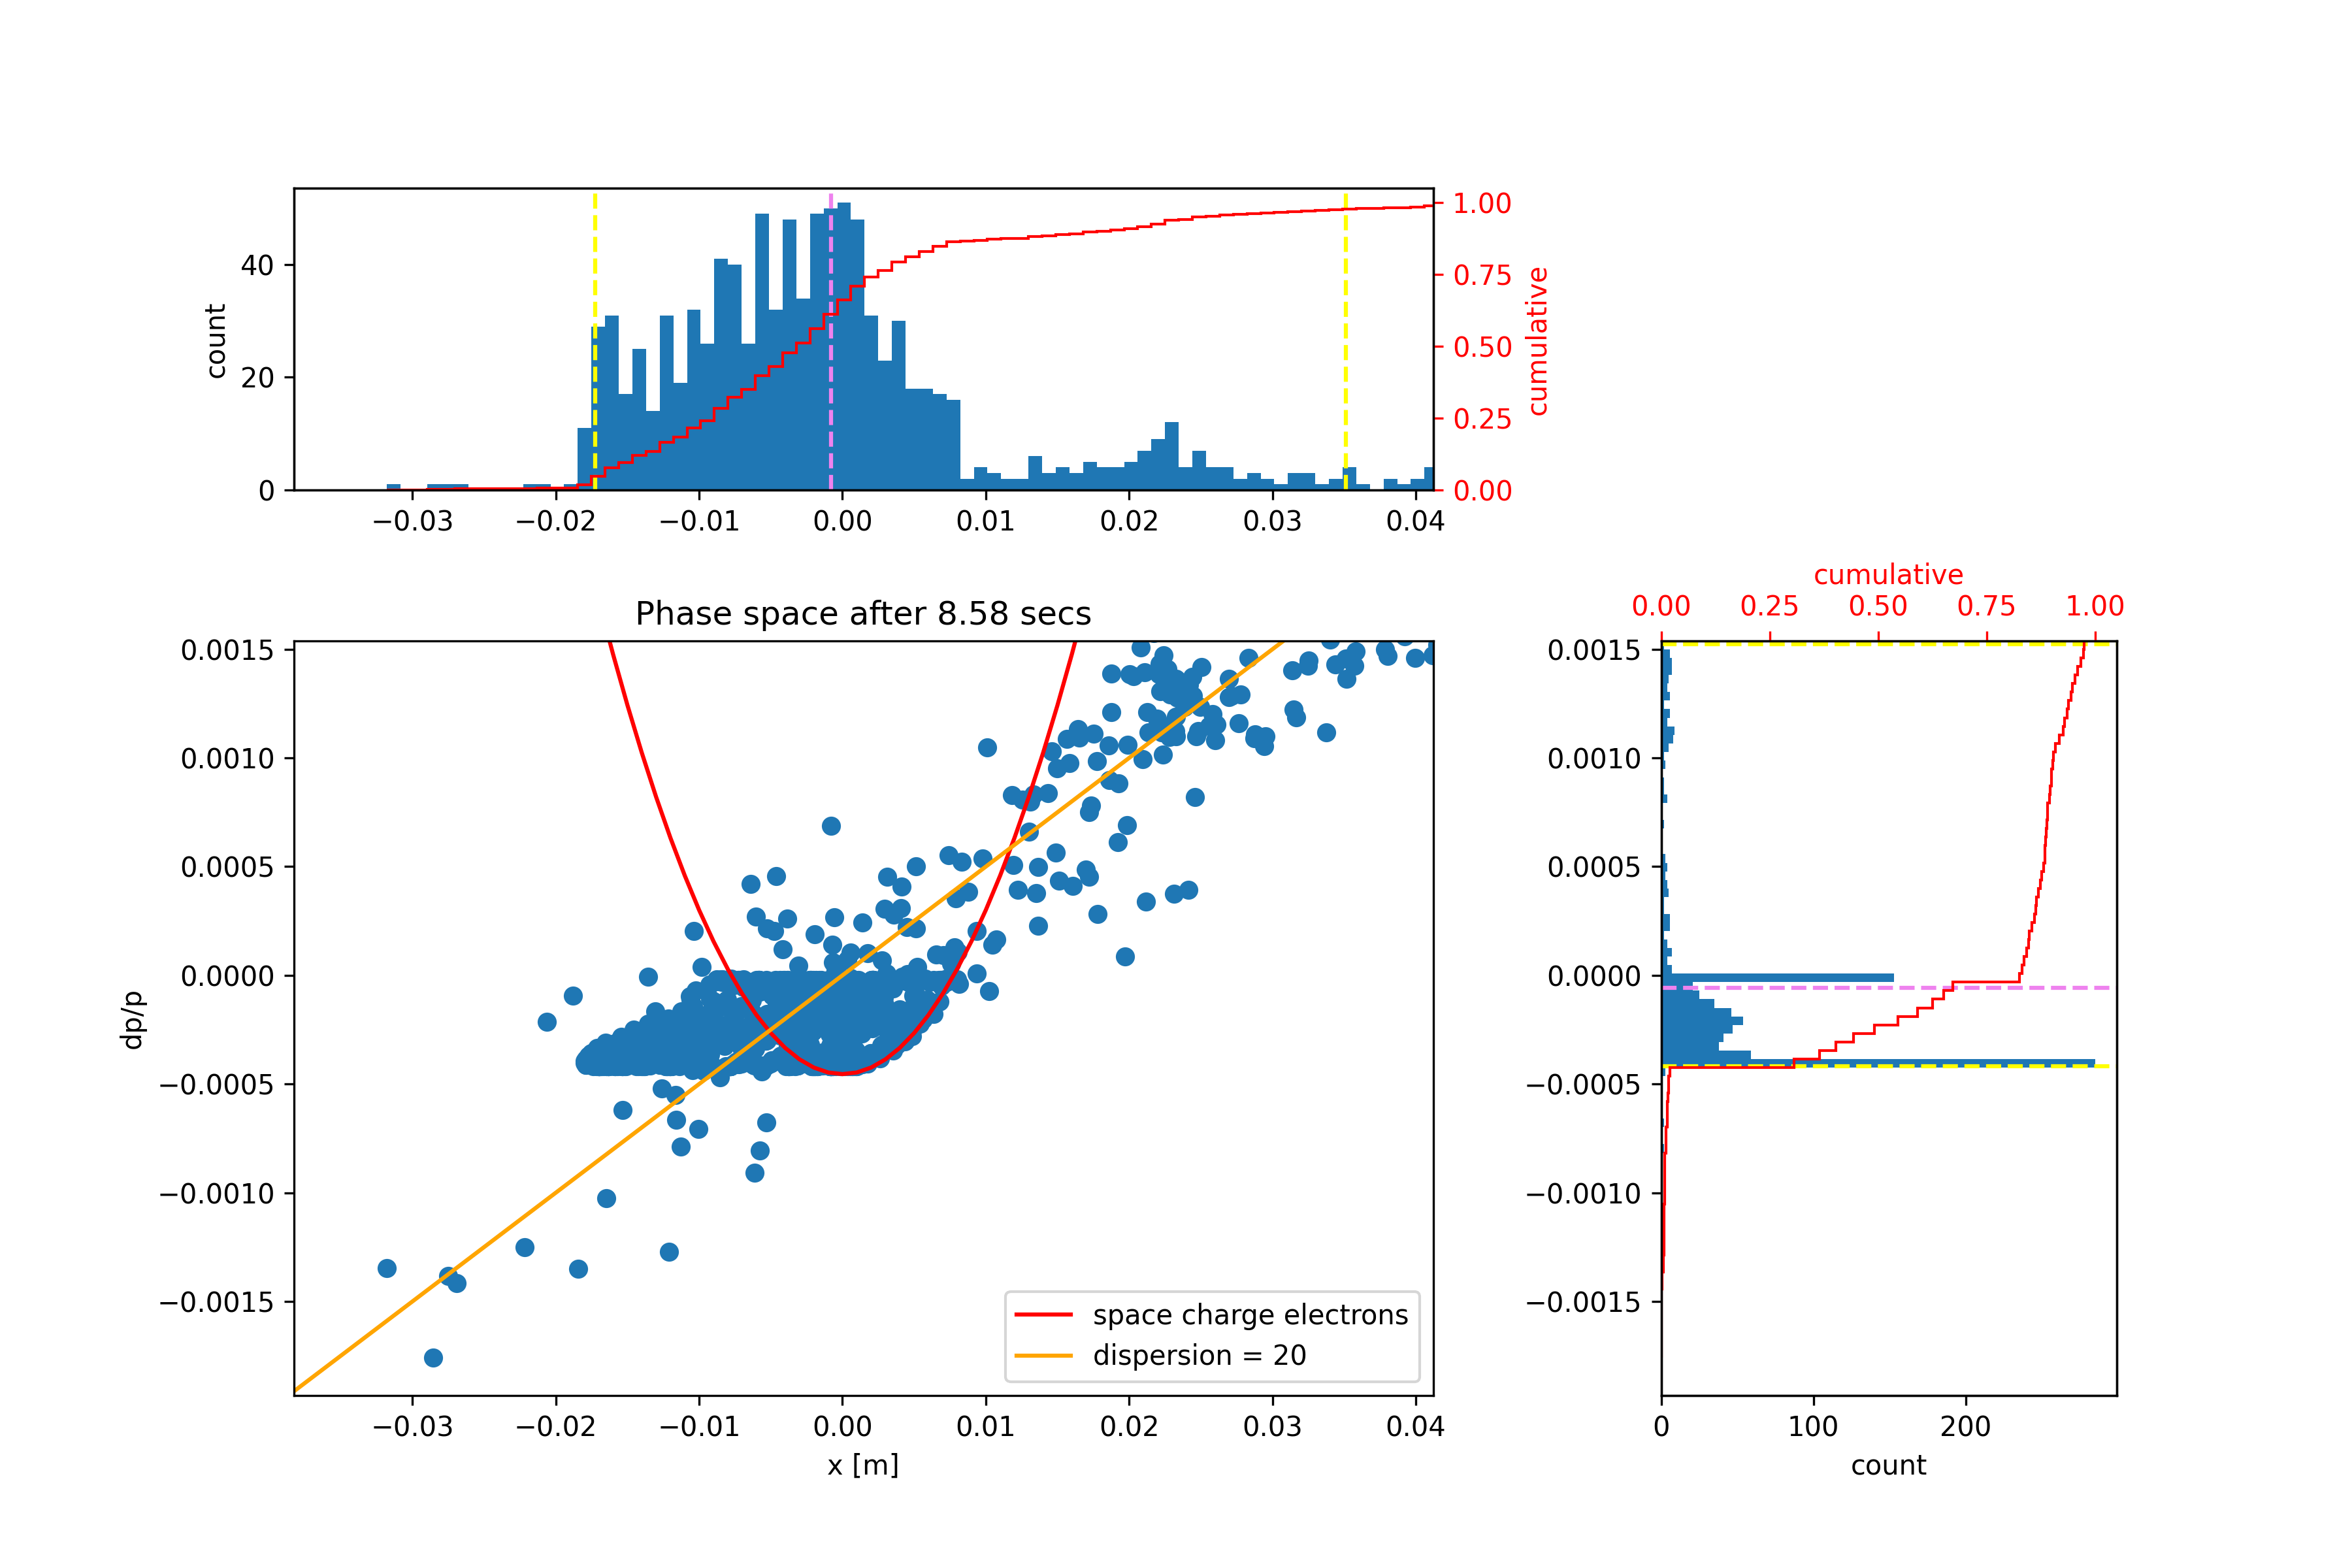 count
40
20
0
1.00
0.75
0.50
0.25
0.00
cumulative
−0.03 −0.02 −0.01 0.00 0.01 0.02 0.03 0.04
Phase space after 8.58 secs
dp/p
0.0015
0.0010
0.0005
0.0000
−0.0005
−0.0010
−0.0015
−0.03 −0.02 −0.01 0.00 0.01 0.02 0.03 0.04
x [m]
space charge electrons
dispersion = 20
cumulative
0.00 0.25 0.50 0.75 1.00
0.0015
0.0010
0.0005
0.0000
−0.0005
−0.0010
−0.0015
0 100 200
count